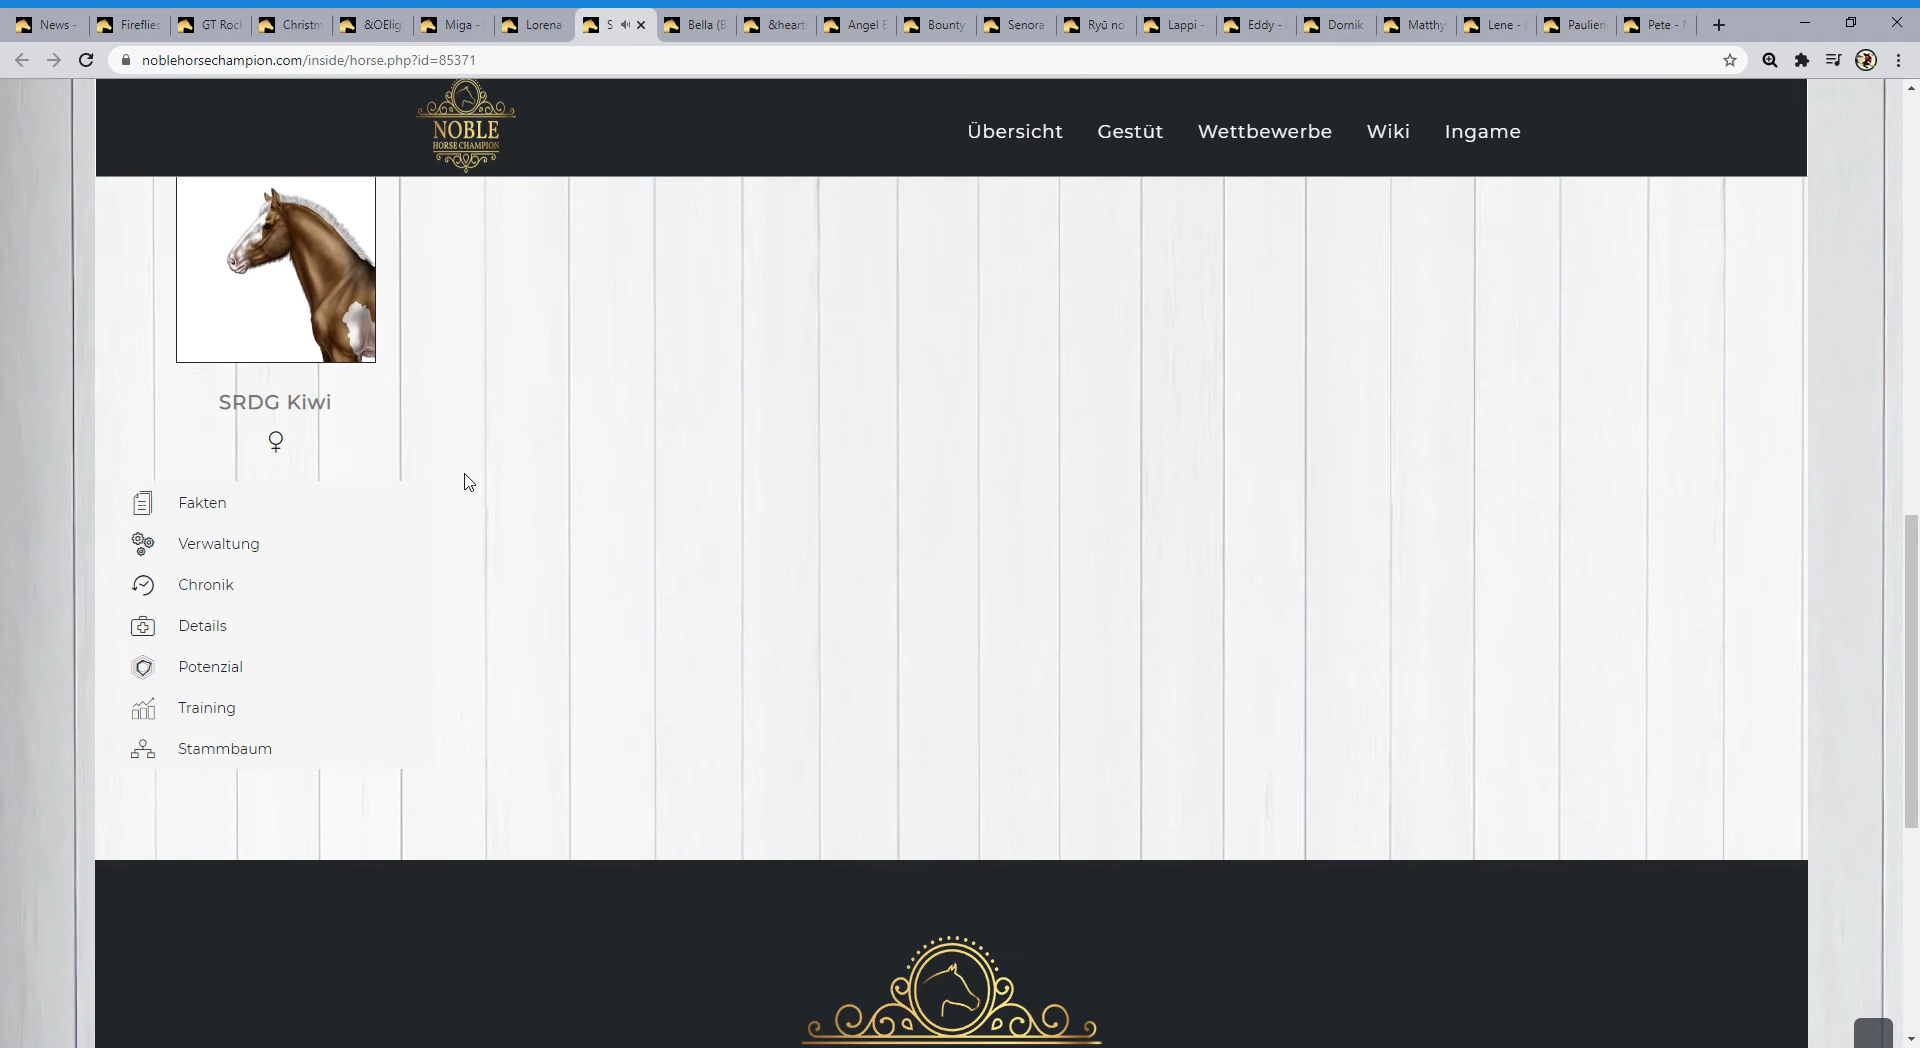 News -
Fireflies
GT Roc
Christm
&OElig
Miga -
Lorena
S
Bella (B
&heart
Angel E
Bounty
Senora
Ryū no
Lappi -
Eddy -
Dornik
Matthy
Lene -
Paulien
Pete -
noblehorsechampion.com/inside/horse.php?id=85371
NOBLE
HORSE CHAMPION
Übersicht
Gestüt
Wettbewerbe
Wiki
Ingame
SRDG Kiwi
Fakten
Verwaltung
Chronik
Details
Potenzial
Training
Stammbaum